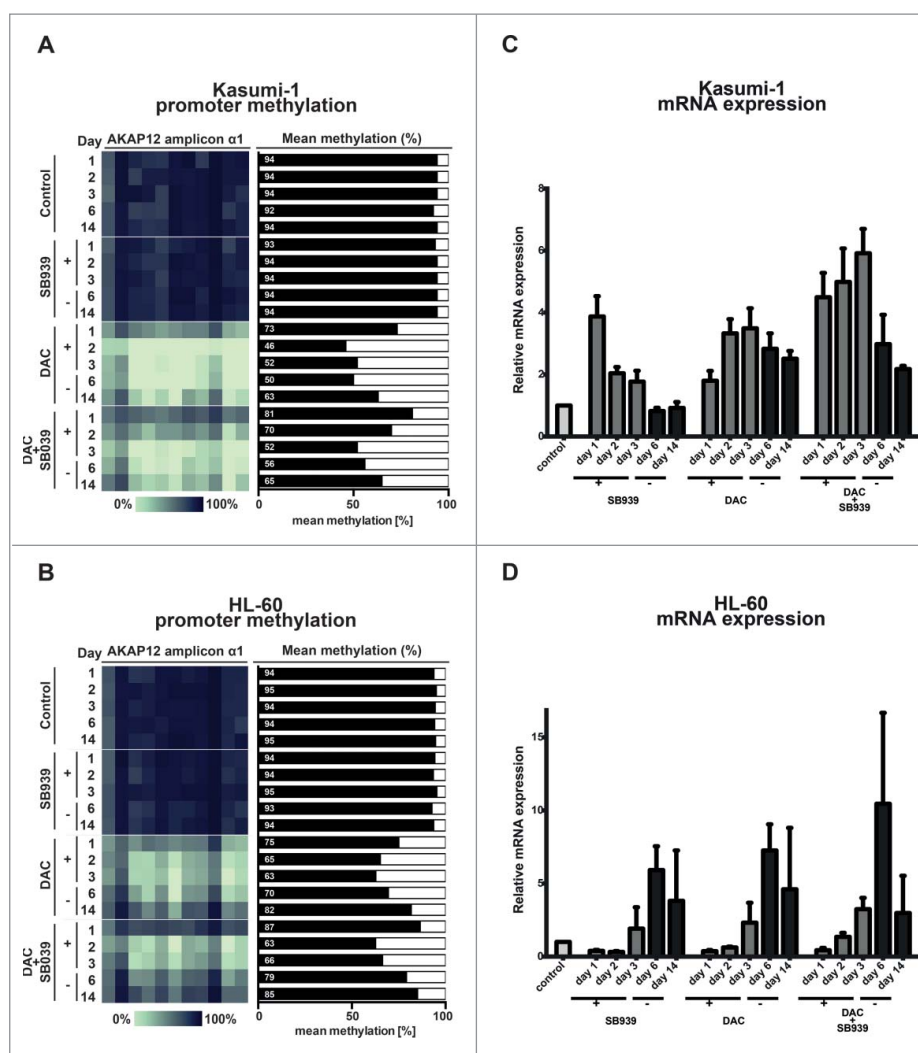 A
Kasumi-1
promoter methylation
Day AKAP12 amplicon α1 Mean methylation (%)
Control
1 94
2 94
3 94
6 92
14 94
SB939
+
-
1 93
2 94
3 94
6 94
14 94
DAC
+
-
1 73
2 46
3 52
6 50
14 63
DAC
+
SB039
+
-
1 81
2 70
3 52
6 56
14 65
0% 100%
0 50 100
mean methylation [%]
C
Kasumi-1
mRNA expression
Relative mRNA expression
8
6
4
2
0
control day 1 day 2 day 3 day 6 day 14 day 1 day 2 day 3 day 6 day 14 day 1 day 2 day 3 day 6 day 14
+ - + - + -
SB939 DAC DAC
+
SB939
B
HL-60
promoter methylation
Day AKAP12 amplicon α1 Mean methylation (%)
Control
1 94
2 95
3 94
6 94
14 95
SB939
+
-
1 94
2 94
3 95
6 93
14 94
DAC
+
-
1 75
2 65
3 63
6 70
14 82
DAC
+
SB039
+
-
1 87
2 63
3 66
6 79
14 85
0% 100%
0 50 100
mean methylation [%]
D
HL-60
mRNA expression
Relative mRNA expression
15
10
5
0
control day 1 day 2 day 3 day 6 day 14 day 1 day 2 day 3 day 6 day 14 day 1 day 2 day 3 day 6 day 14
+ - + - + -
SB939 DAC DAC
+
SB939